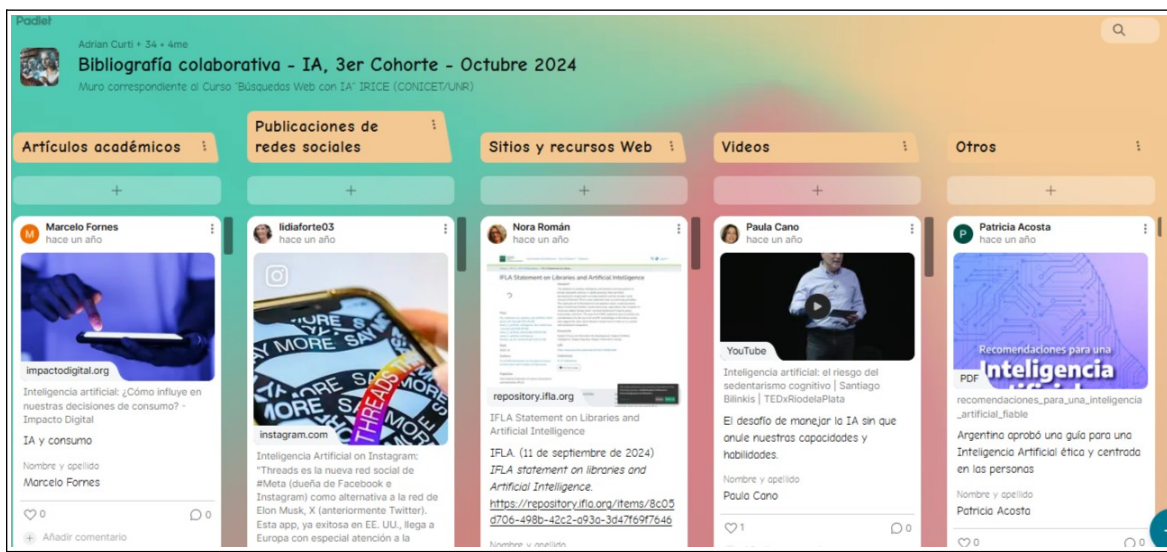 Padlet
Adrian Curti + 34 • 4me
Bibliografía colaborativa - IA, 3er Cohorte - Octubre 2024
Muro correspondiente al Curso "Búsquedas Web con IA" IRICE (CONICET/UNR)
Artículos académicos
Marcelo Fornes
hace un año
impactodigital.org
Inteligencia artificial: ¿Cómo influye en
nuestras decisiones de consumo? -
Impacto Digital
IA y consumo
Nombre y apellido
Marcelo Fornes
0
0
Añadir comentario
Publicaciones de
redes sociales
lidiaforte03
hace un año
MORE SA
THREADS
instagram.com
Inteligencia Artificial on Instagram:
"Threads es la nueva red social de
#Meta (dueña de Facebook e
Instagram) como alternativa a la red de
Elon Musk, X (anteriormente Twitter).
Esta app, ya exitosa en EE. UU., llega a
Europa con especial atención a la
Sitios y recursos Web
Nora Román
hace un año
IFLA Statement on Libraries and Artificial Intelligence
repository.ifla.org
IFLA Statement on Libraries and
Artificial Intelligence
IFLA. (11 de septiembre de 2024)
IFLA statement on libraries and
Artificial Intelligence.
https://repository.ifla.org/items/8c05
d706-498b-42c2-a93a-3d47f69f7646
Nombre y apellido
Videos
Paula Cano
hace un año
YouTube
Inteligencia artificial: el riesgo del
sedentarismo cognitivo | Santiago
Bilinkis | TEDxRiodelaPlata
El desafío de manejar la IA sin que
anule nuestras capacidades y
habilidades.
Nombre y apellido
Paula Cano
1
0
Otros
Patricia Acosta
hace un año
Recomendaciones para una
Inteligencia
PDF
recomendaciones_para_una_inteligencia
_artificial_fiable
Argentina aprobó una guía para una
Inteligencia Artificial ética y centrada
en las personas
Nombre y apellido
Patricia Acosta
0
0